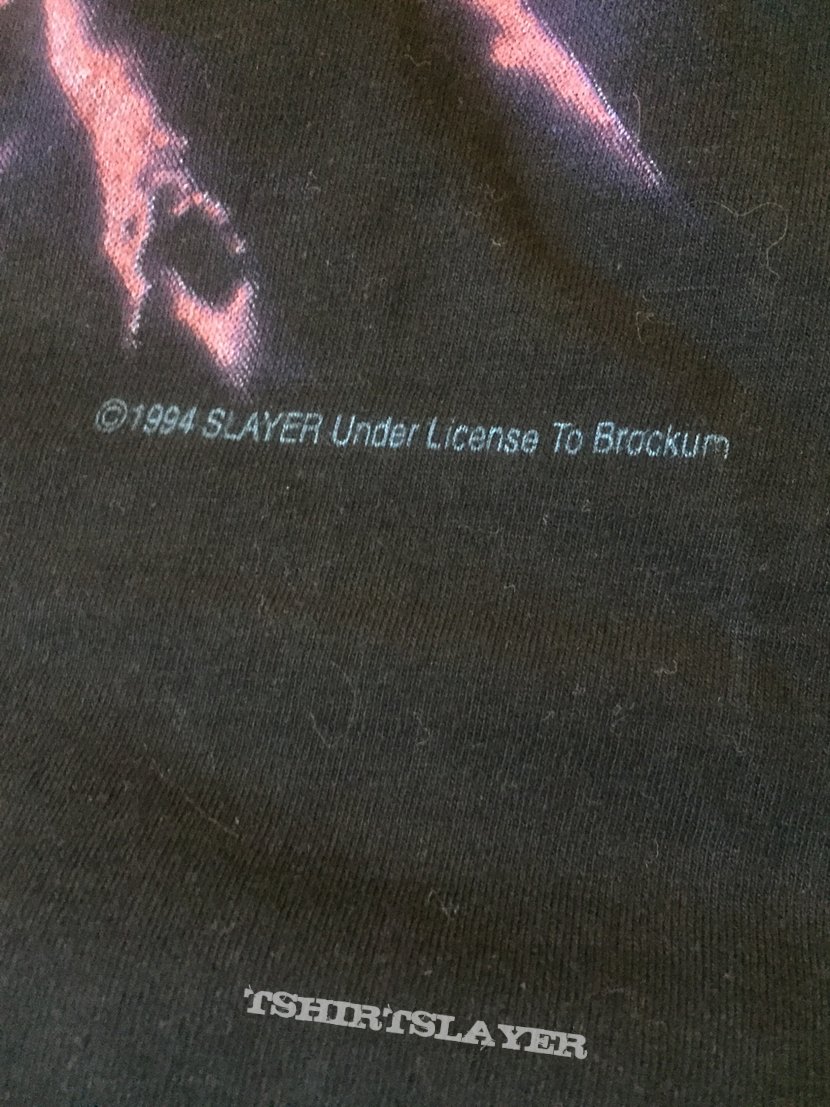 ©1994 SLAYER Under License To Brockum
TSHIRTSLAYER